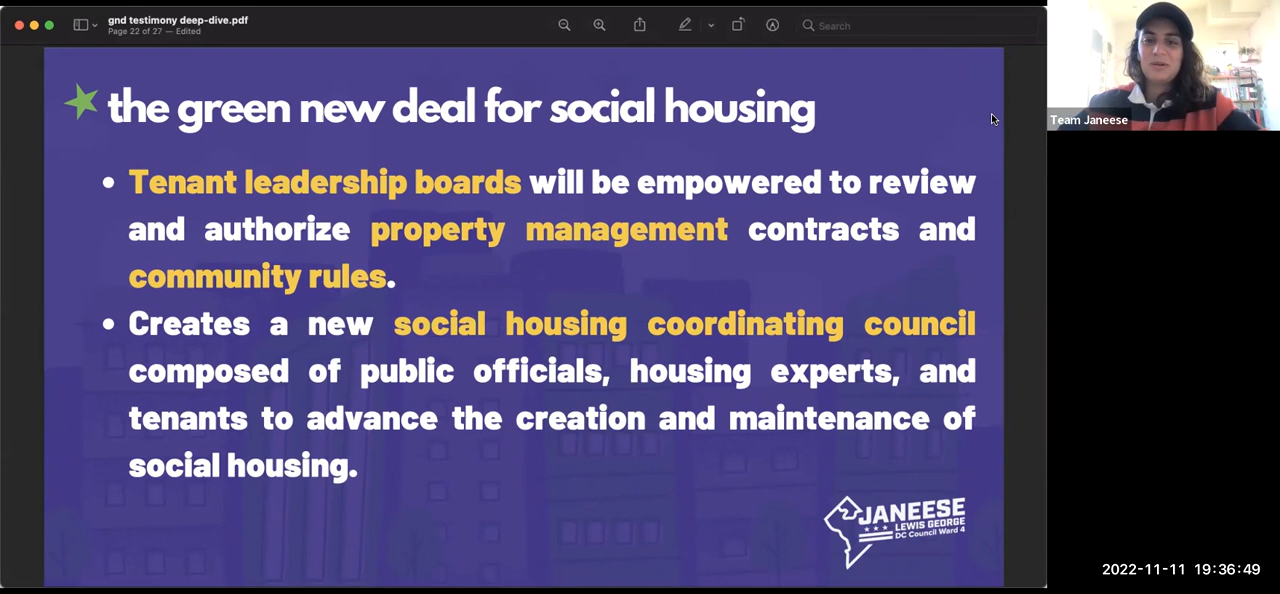 gnd testimony deep-dive.pdf
Page 22 of 27 — Edited
Search
the green new deal for social housing
• Tenant leadership boards will be empowered to review
and authorize property management contracts and
community rules.
• Creates a new social housing coordinating council
composed of public officials, housing experts, and
tenants to advance the creation and maintenance of
social housing.
JANEESE
LEWIS GEORGE
DC Council Ward 4
Team Janeese
2022-11-11 19:36:49